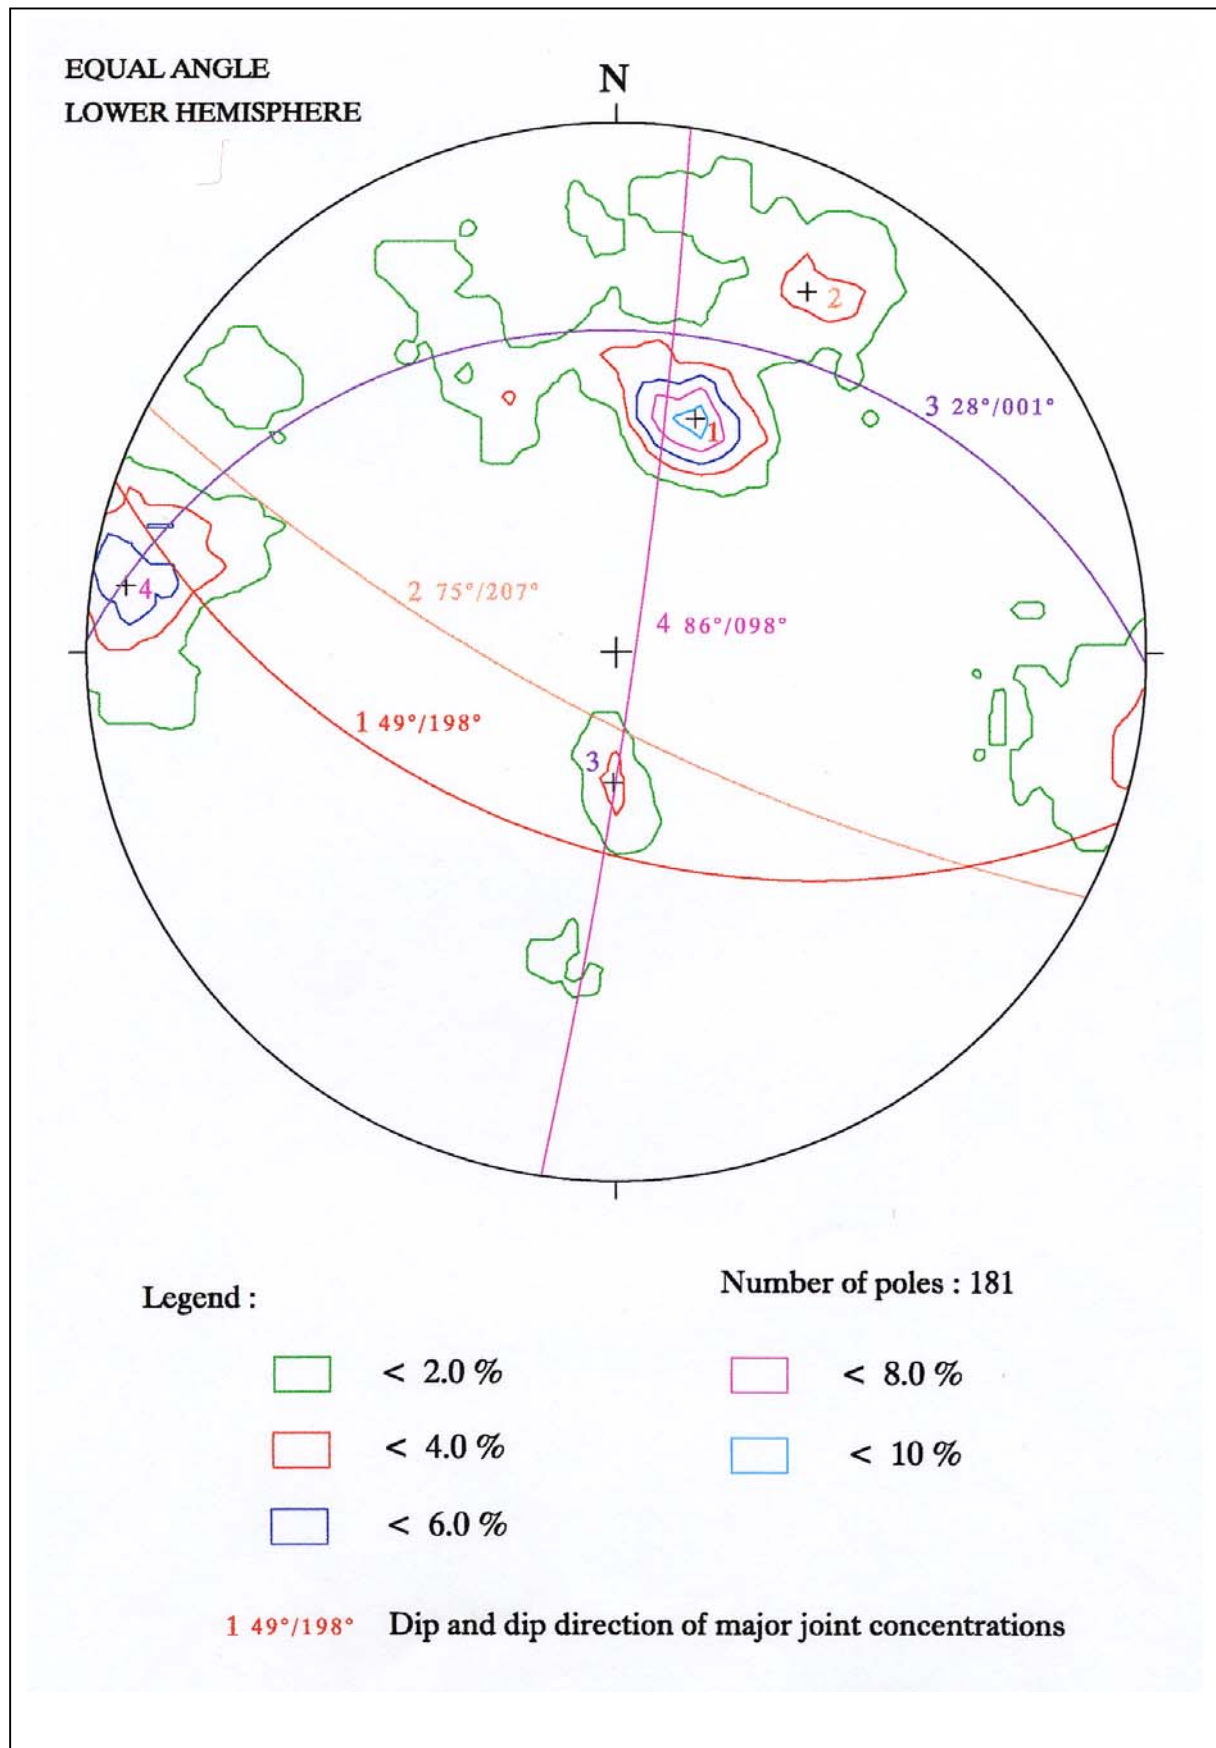 EQUAL ANGLE
LOWER HEMISPHERE
N
2
1
3 28°/001°
4
2 75°/207°
4 86°/098°
1 49°/198°
3
Legend :
Number of poles : 181
< 2.0 %
< 8.0 %
< 4.0 %
< 10 %
< 6.0 %
1 49°/198° Dip and dip direction of major joint concentrations